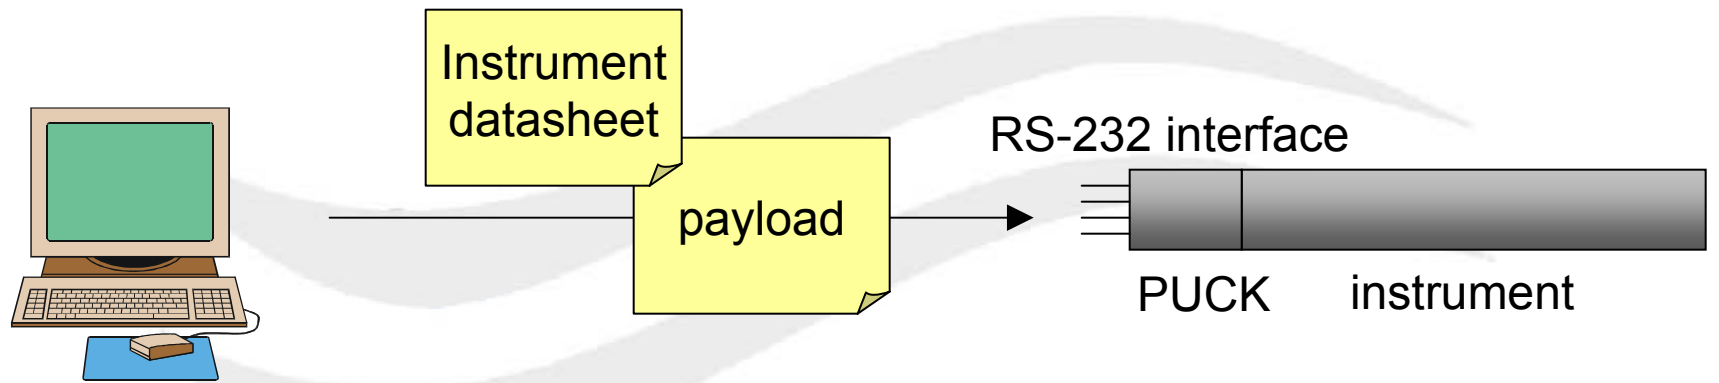 Instrument
datasheet
payload
RS-232 interface
PUCK
instrument